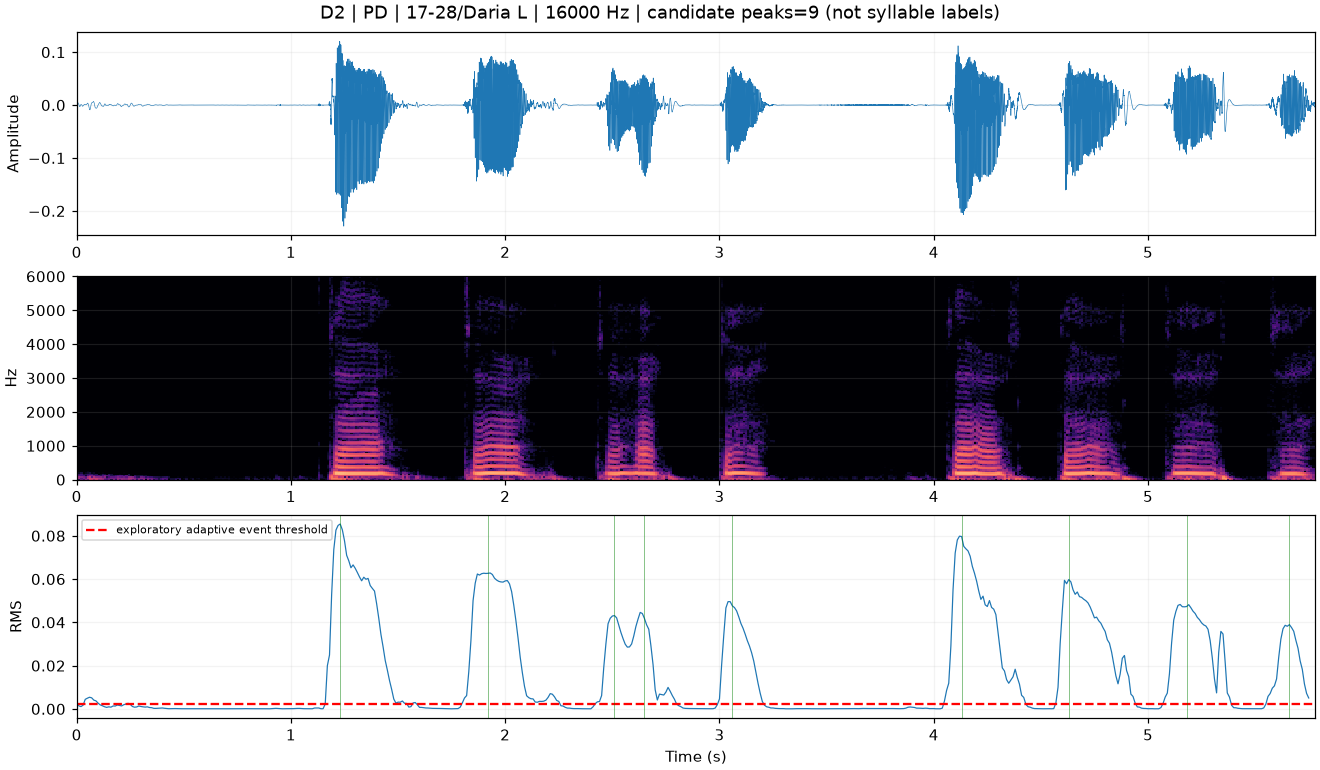 D2 | PD | 17-28/Daria L | 16000 Hz | candidate peaks=9 (not syllable labels)
Amplitude
0.1
0.0
−0.1
−0.2
0 1 2 3 4 5
Hz
6000
5000
4000
3000
2000
1000
0
0 1 2 3 4 5
RMS
exploratory adaptive event threshold
0.08
0.06
0.04
0.02
0.00
0 1 2 3 4 5
Time (s)